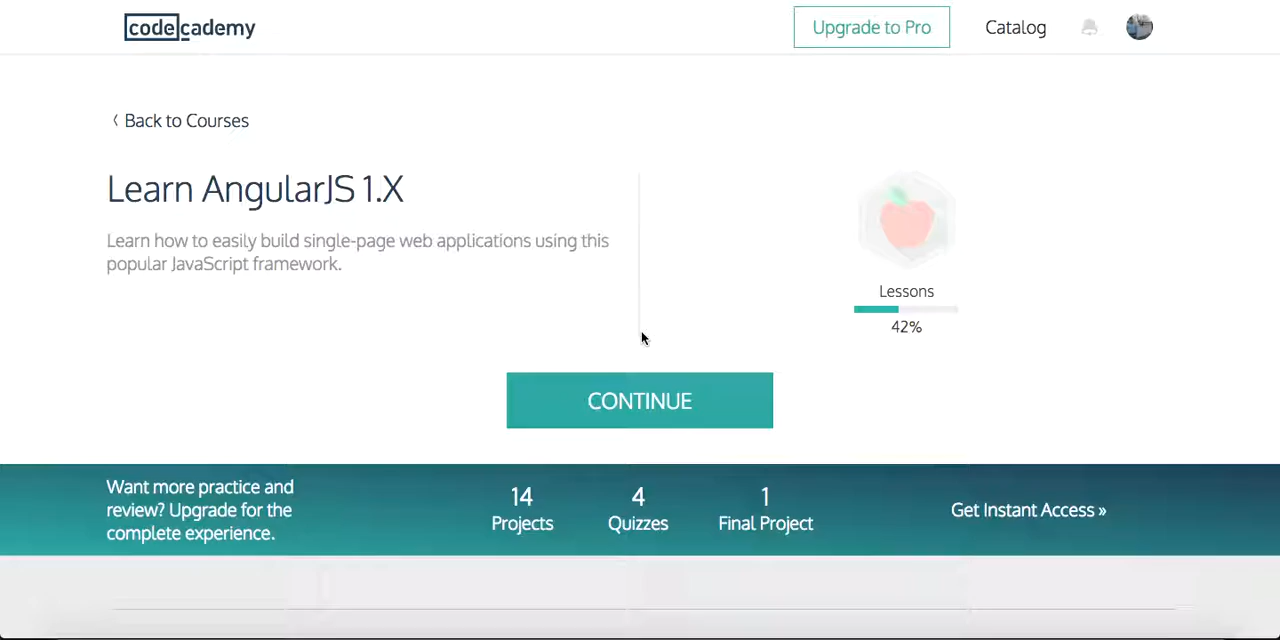 codecademy
Upgrade to Pro
Catalog
Back to Courses
Learn AngularJS 1.X
Learn how to easily build single-page web applications using this
popular JavaScript framework.
Lessons
42%
CONTINUE
Want more practice and
review? Upgrade for the
complete experience.
14
Projects
4
Quizzes
1
Final Project
Get Instant Access »